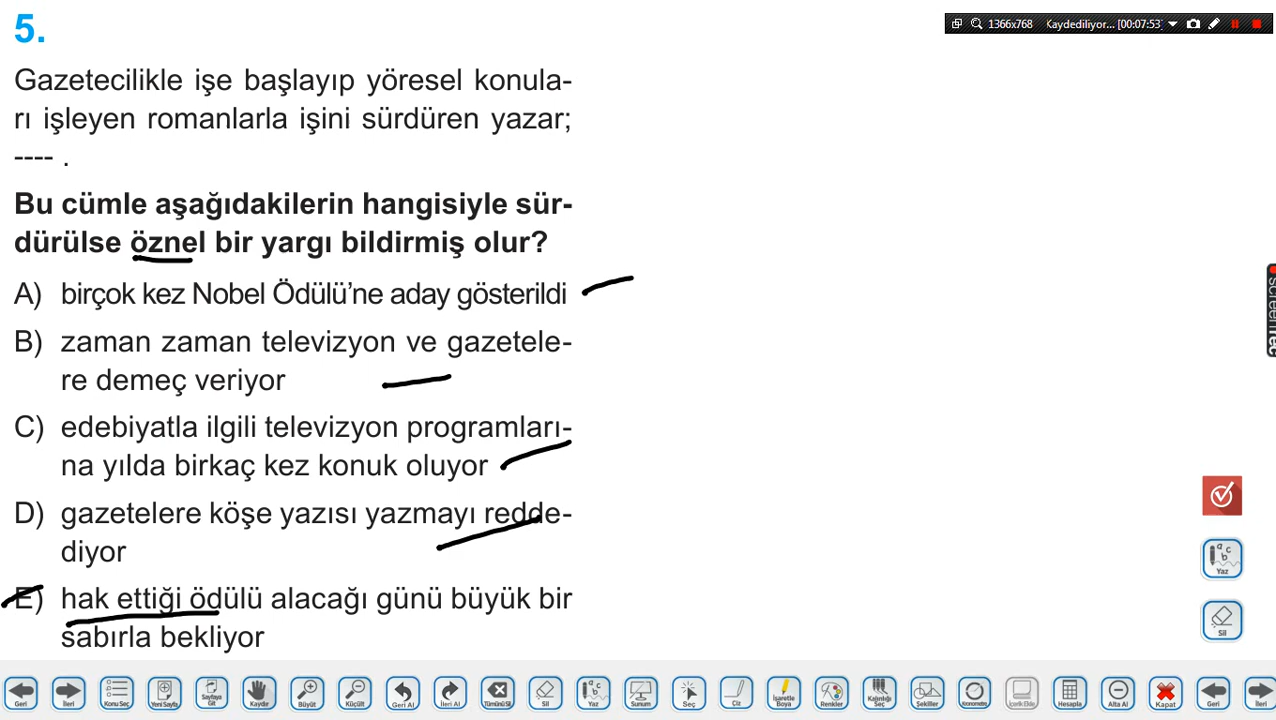 5.
1366x768 Kaydediliyor... [00:07:53]
Gazetecilikle işe başlayıp yöresel konula-
rı işleyen romanlarla işini sürdüren yazar;
---- .
Bu cümle aşağıdakilerin hangisiyle sür-
dürülse öznel bir yargı bildirmiş olur?
A) birçok kez Nobel Ödülü'ne aday gösterildi
B) zaman zaman televizyon ve gazetele-
re demeç veriyor
C) edebiyatla ilgili televizyon programları-
na yılda birkaç kez konuk oluyor
D) gazetelere köşe yazısı yazmayı redde-
diyor
E) hak ettiği ödülü alacağı günü büyük bir
sabırla bekliyor
a b c
Yaz
Sil
Geri İleri Konu Seç Yeni Sayfa Sayfaya Git Kaydır Büyüt Küçült Geri Al İleri Al Tümünü Sil Sil Yaz Sunum Seç Çiz İşaretle Boya Renkler Kalınlığı Seç Şekiller Kronometre İçerik Ekle Hesapla Alta Al Kapat Geri İleri